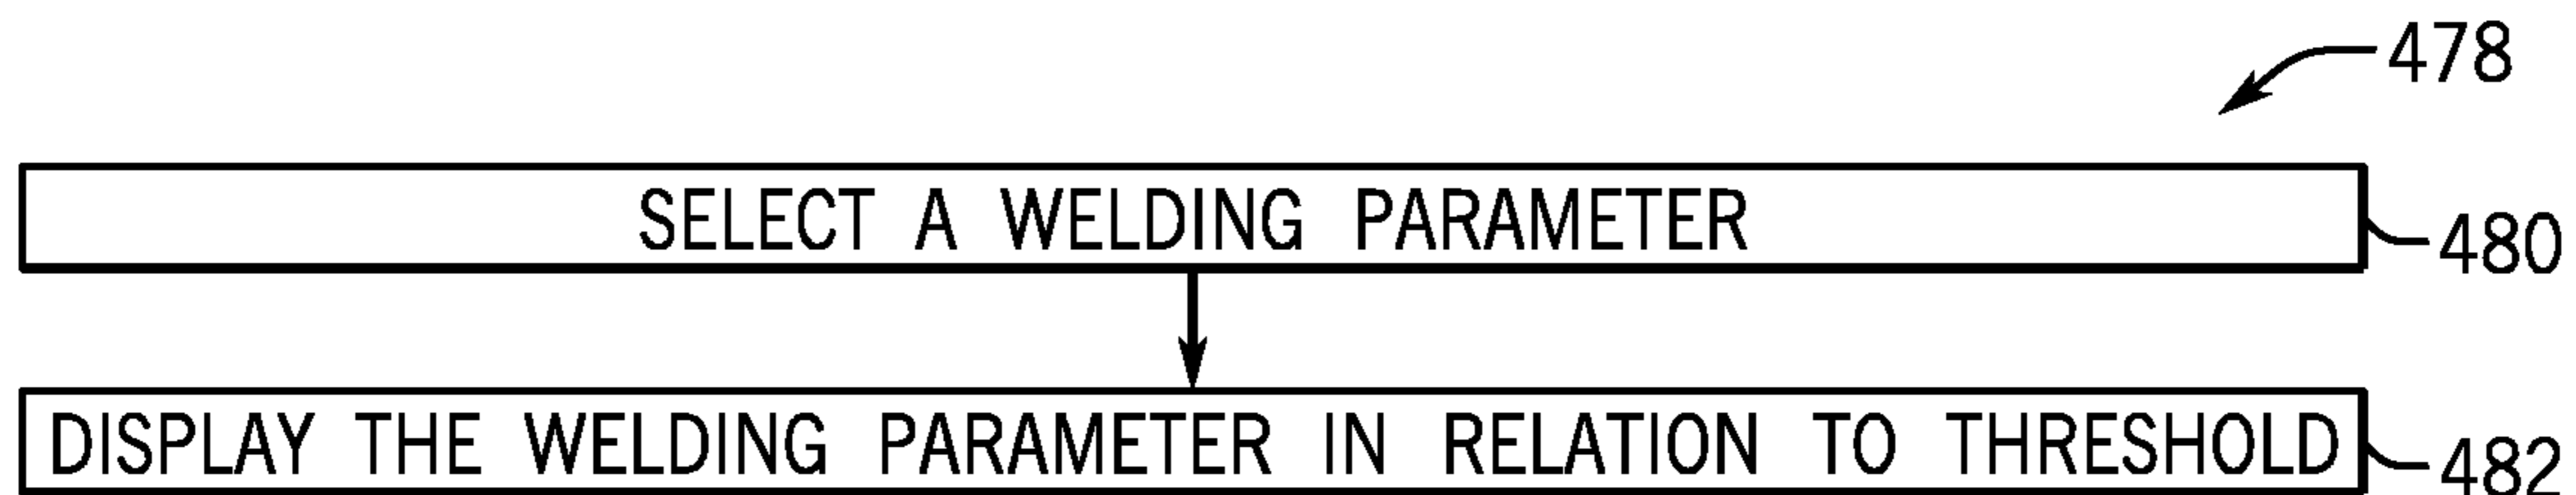 478
SELECT A WELDING PARAMETER
480
DISPLAY THE WELDING PARAMETER IN RELATION TO THRESHOLD
482